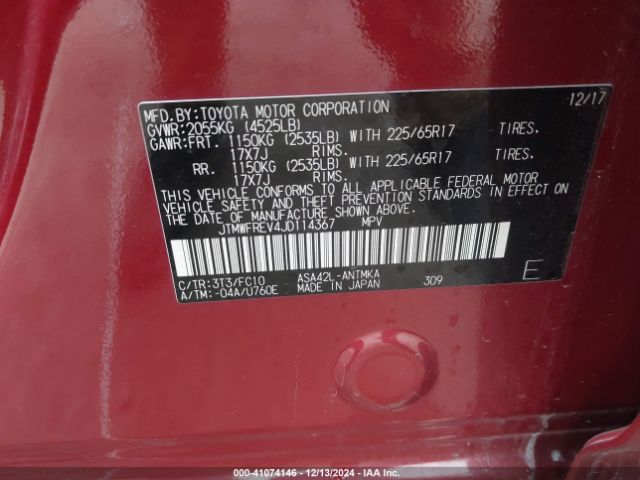 MFD.BY:TOYOTA MOTOR CORPORATION 12/17
GVWR:2055KG (4525LB)
GAWR:FRT. 1150KG (2535LB) WITH 225/65R17 TIRES.
17X7J RIMS.
RR. 1150KG (2535LB) WITH 225/65R17 TIRES.
17X7J RIMS.
THIS VEHICLE CONFORMS TO ALL APPLICABLE FEDERAL MOTOR
VEHICLE SAFETY AND THEFT PREVENTION STANDARDS IN EFFECT ON
THE DATE OF MANUFACTURE SHOWN ABOVE.
JTMWFREV4JD114367 MPV
C/TR:3T3/FC10 ASA42L-ANTMKA
A/TM:-04A/U760E MADE IN JAPAN 309 E
000-41074146 - 12/13/2024 - IAA Inc.